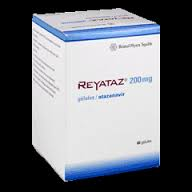 Bristol-Myers Squibb
REYATAZ® 200 mg
gélules / atazanavir
60 gélules